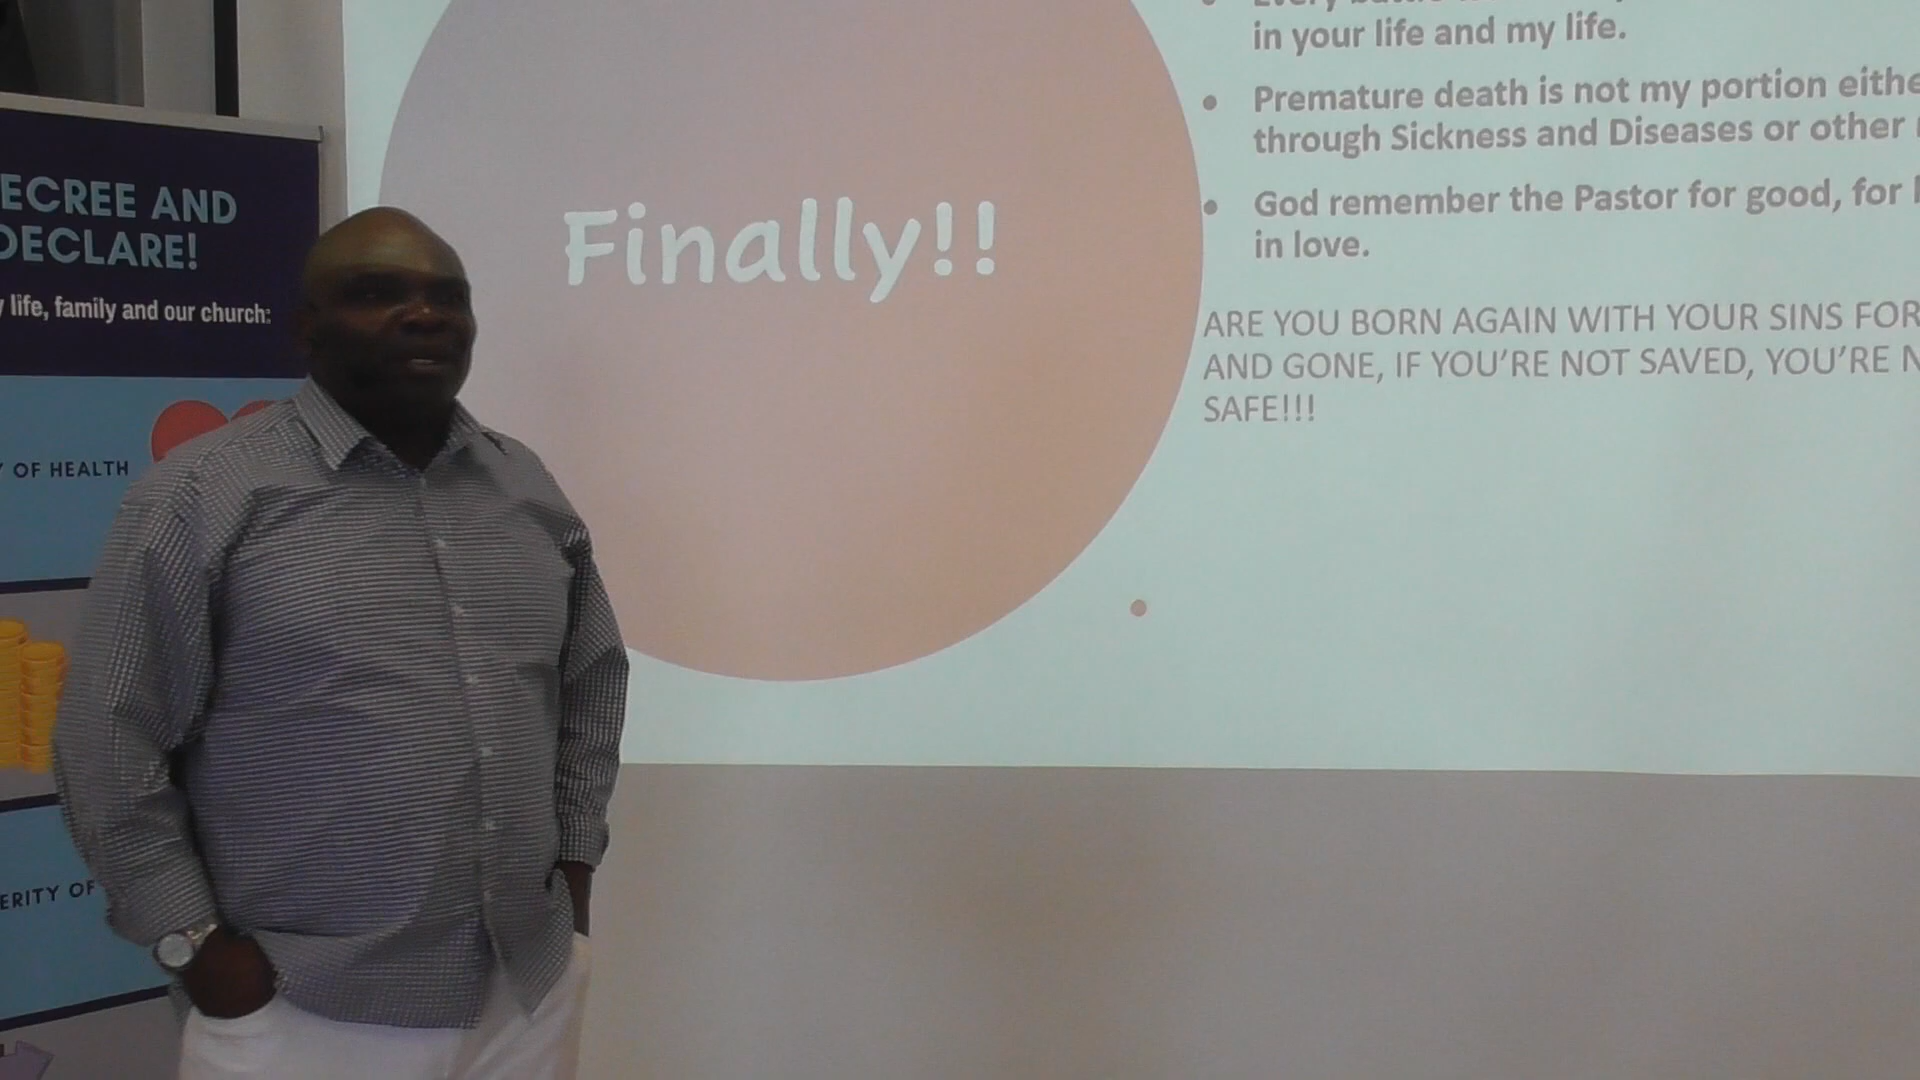 ECREE AND
DECLARE!
life, family and our church:
OF HEALTH
ERITY OF
Finally!!
in your life and my life.
• Premature death is not my portion eithe
through Sickness and Diseases or other
• God remember the Pastor for good, for
in love.
ARE YOU BORN AGAIN WITH YOUR SINS FOR
AND GONE, IF YOU'RE NOT SAVED, YOU'RE N
SAFE!!!